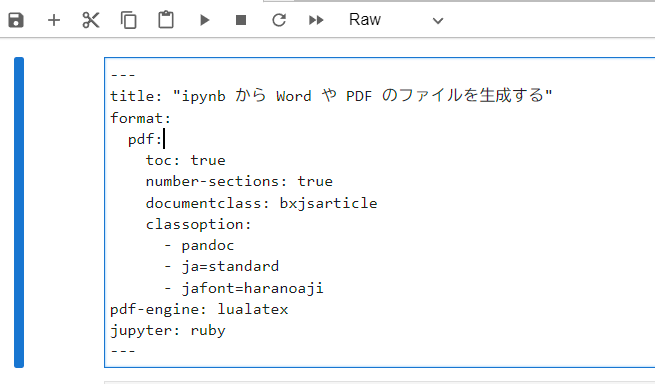 Raw
---
title: "ipynb から Word や PDF のファイルを生成する"
format:
  pdf:
    toc: true
    number-sections: true
    documentclass: bxjsarticle
    classoption:
      - pandoc
      - ja=standard
      - jafont=haranoaji
pdf-engine: lualatex
jupyter: ruby
---